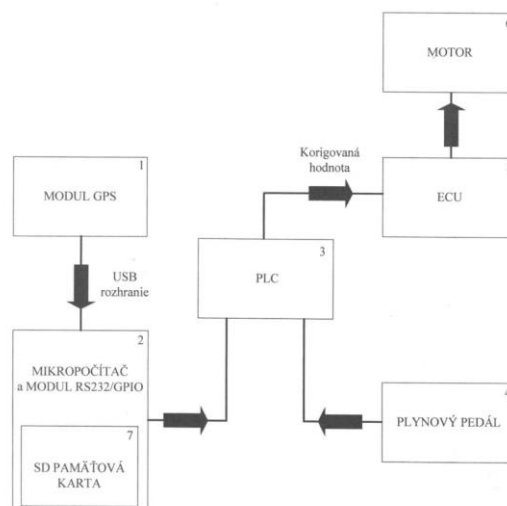 MOTOR
Korigovaná
hodnota
ECU
1
MODUL GPS
3
PLC
USB
rozhranie
2
MIKROPOČÍTAČ
a MODUL RS232/GPIO
7
SD PAMÄŤOVÁ
KARTA
4
PLYNOVÝ PEDÁL